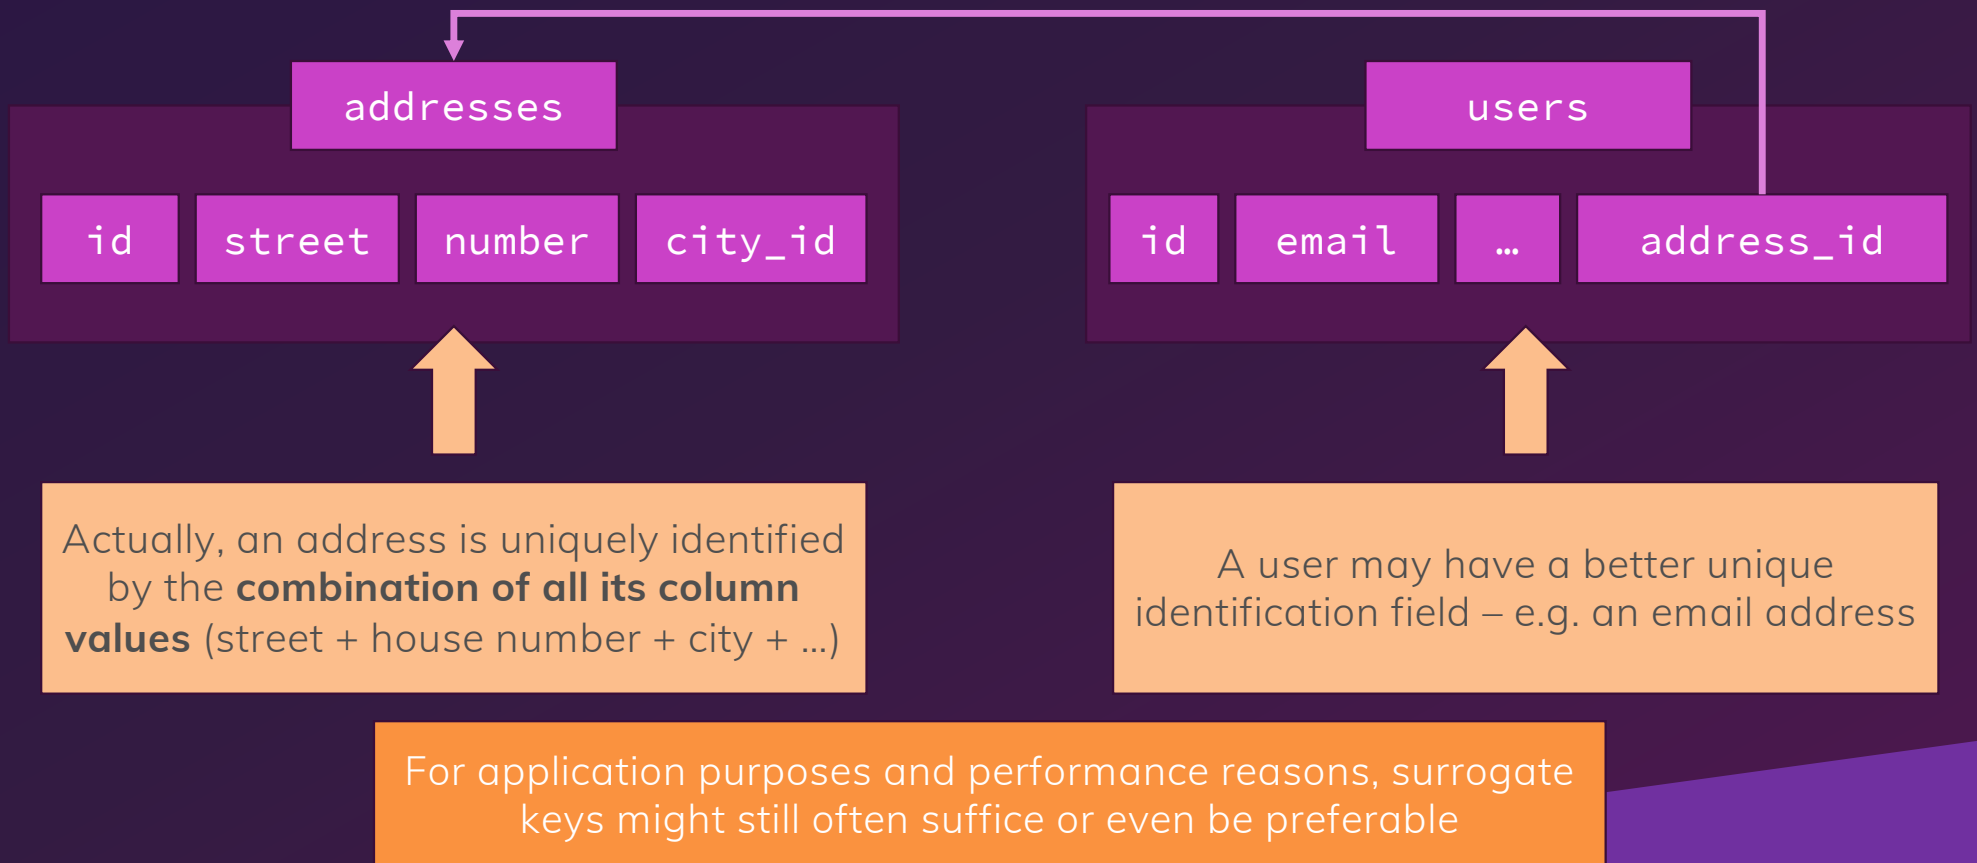 addresses
users
id
street
number
city_id
id
email
…
address_id
Actually, an address is uniquely identified
by the combination of all its column
values (street + house number + city + …)
A user may have a better unique
identification field – e.g. an email address
For application purposes and performance reasons, surrogate
keys might still often suffice or even be preferable